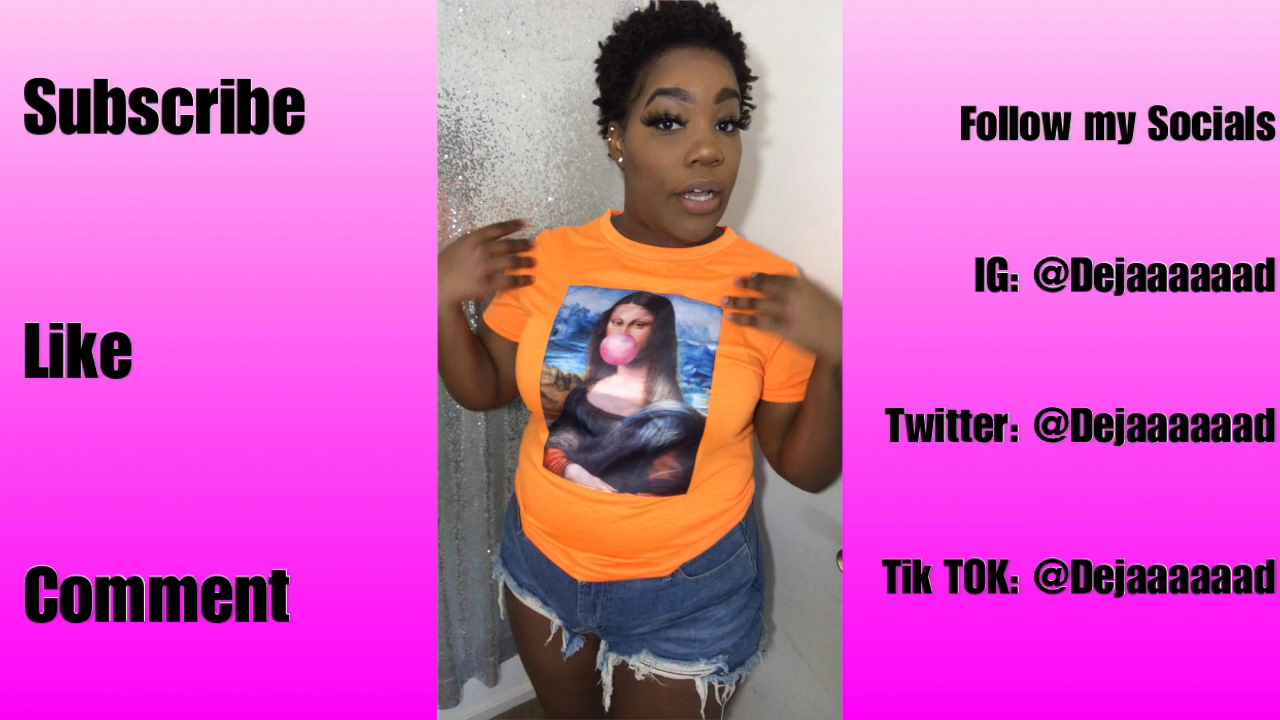 Subscribe
Like
Comment
Follow my Socials
IG: @Dejaaaaaad
Twitter: @Dejaaaaaad
Tik TOK: @Dejaaaaaad